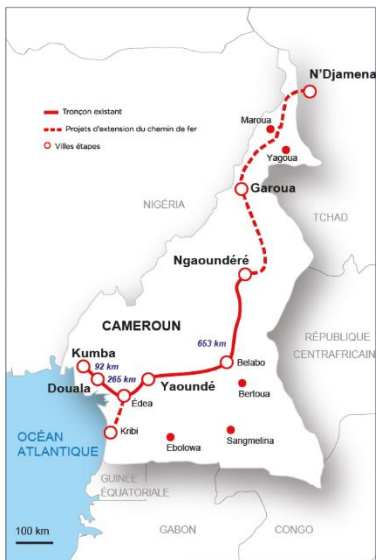 N'Djamena
Tronçon existant
Projets d'extension du chemin de fer
Villes étapes
Maroua
Yagoua
Garoua
NIGÉRIA
TCHAD
Ngaoundéré
CAMEROUN
653 km
RÉPUBLIQUE
CENTRAFRICAIN
Kumba
92 km
265 km
Douala
Yaoundé
Belabo
Bertoua
Édea
Kribi
OCÉAN
ATLANTIQUE
Ebolowa
Sangmelina
GUINÉE
ÉQUATORIALE
100 km
GABON
CONGO